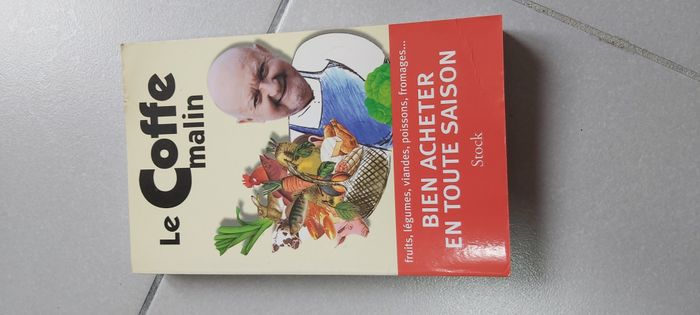 Le Coffe
malin
fruits, légumes, viandes, poissons, fromages...
BIEN ACHETER
EN TOUTE SAISON
Stock